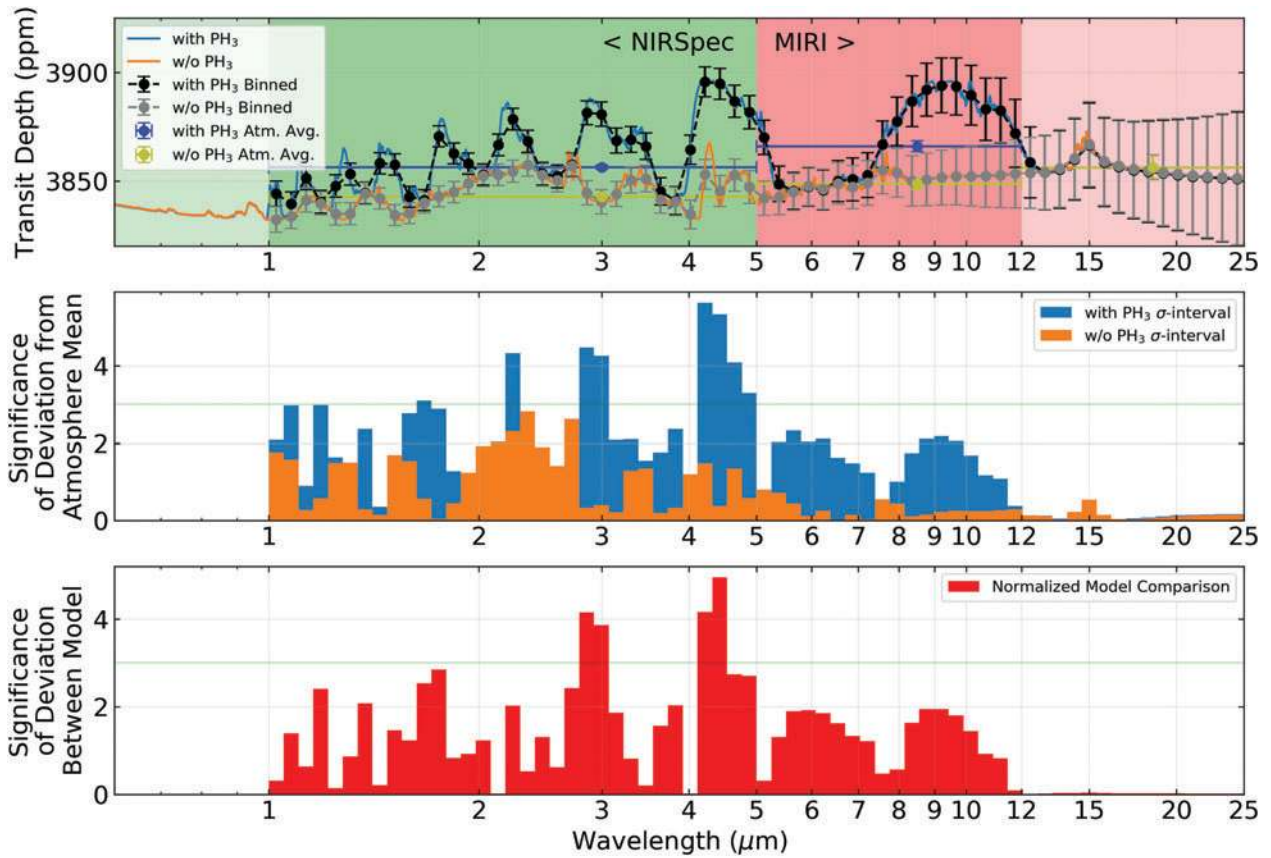 Transit Depth (ppm)
3900
3850
with PH₃
w/o PH₃
with PH₃ Binned
w/o PH₃ Binned
with PH₃ Atm. Avg.
w/o PH₃ Atm. Avg.
< NIRSpec
MIRI >
1 2 3 4 5 6 7 8 9 10 12 15 20 25
Significance
of Deviation from
Atmosphere Mean
4
2
0
with PH₃ σ-interval
w/o PH₃ σ-interval
1 2 3 4 5 6 7 8 9 10 12 15 20 25
Significance
of Deviation
Between Model
4
2
0
Normalized Model Comparison
1 2 3 4 5 6 7 8 9 10 12 15 20 25
Wavelength (μm)